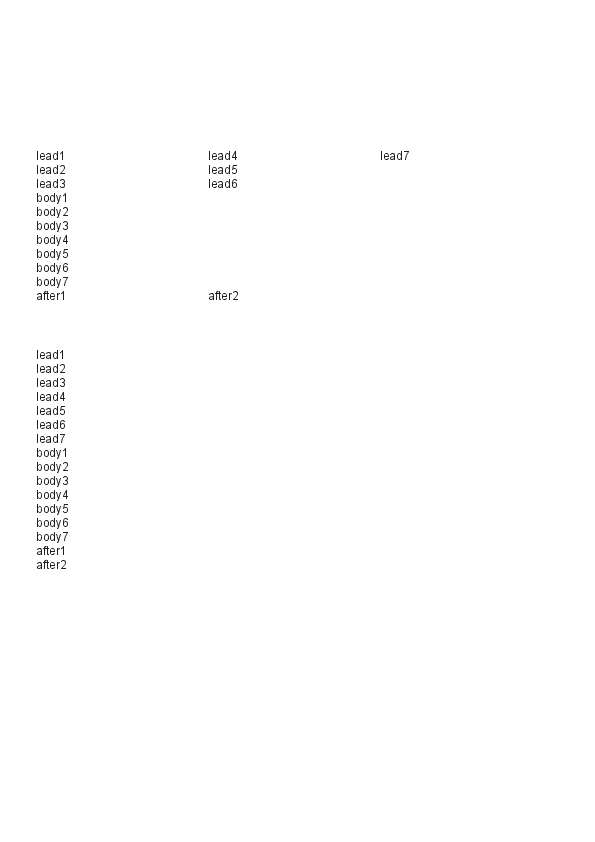 lead1 lead4 lead7
lead2 lead5
lead3 lead6
body1
body2
body3
body4
body5
body6
body7
after1 after2
lead1
lead2
lead3
lead4
lead5
lead6
lead7
body1
body2
body3
body4
body5
body6
body7
after1
after2